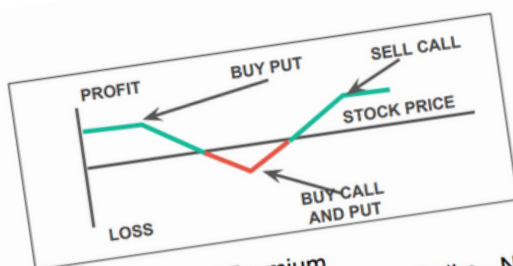 PROFIT
BUY PUT
SELL CALL
STOCK PRICE
BUY CALL
AND PUT
LOSS